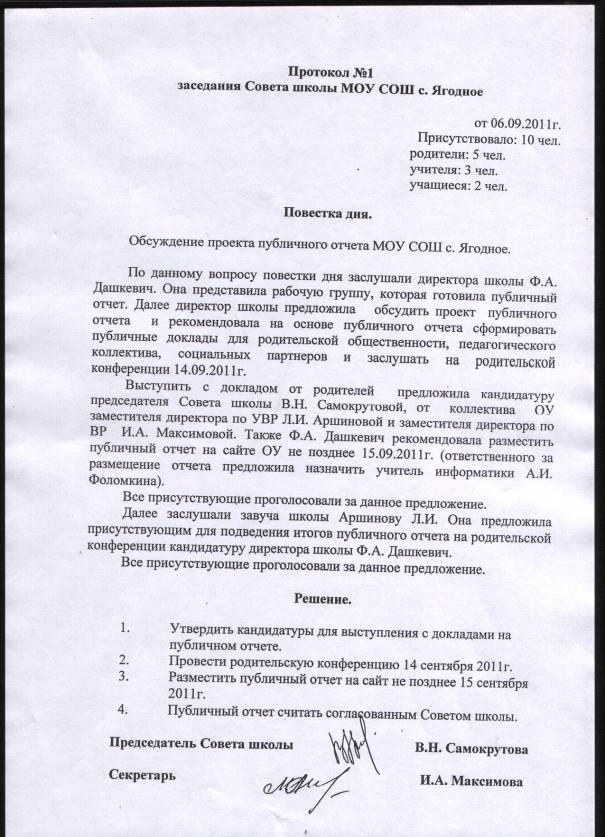 Протокол №1
заседания Совета школы МОУ СОШ с. Ягодное
от 06.09.2011г.
Присутствовало: 10 чел.
родители: 5 чел.
учителя: 3 чел.
учащиеся: 2 чел.
Повестка дня.
Обсуждение проекта публичного отчета МОУ СОШ с. Ягодное.
По данному вопросу повестки дня заслушали директора школы Ф.А.
Дашкевич. Она представила рабочую группу, которая готовила публичный
отчет. Далее директор школы предложила обсудить проект публичного
отчета и рекомендовала на основе публичного отчета сформировать
публичные доклады для родительской общественности, педагогического
коллектива, социальных партнеров и заслушать на родительской
конференции 14.09.2011г.
Выступить с докладом от родителей предложила кандидатуру
председателя Совета школы В.Н. Самокрутовой, от коллектива ОУ
заместителя директора по УВР Л.И. Аршиновой и заместителя директора по
ВР И.А. Максимовой. Также Ф.А. Дашкевич рекомендовала разместить
публичный отчет на сайте ОУ не позднее 15.09.2011г. (ответственного за
размещение отчета предложила назначить учитель информатики А.И.
Фоломкина).
Все присутствующие проголосовали за данное предложение.
Далее заслушали завуча школы Аршинову Л.И. Она предложила
присутствующим для подведения итогов публичного отчета на родительской
конференции кандидатуру директора школы Ф.А. Дашкевич.
Все присутствующие проголосовали за данное предложение.
Решение.
1. Утвердить кандидатуры для выступления с докладами на
публичном отчете.
2. Провести родительскую конференцию 14 сентября 2011г.
3. Разместить публичный отчет на сайт не позднее 15 сентября
2011г.
4. Публичный отчет считать согласованным Советом школы.
Председатель Совета школы В.Н. Самокрутова
Секретарь И.А. Максимова